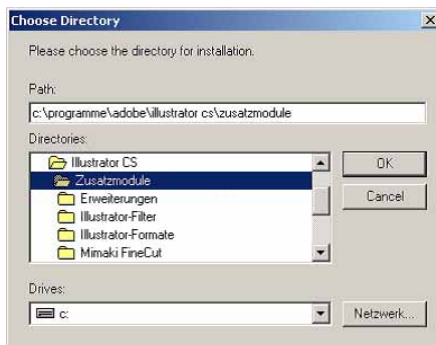 Choose Directory
Please choose the directory for installation.
Path:
c:\programme\adobe\illustrator cs\zusatzmodule
Directories:
Illustrator CS
Zusatzmodule
Erweiterungen
Illustrator-Filter
Illustrator-Formate
Mimaki FineCut
OK
Cancel
Drives:
c:
Netzwerk...